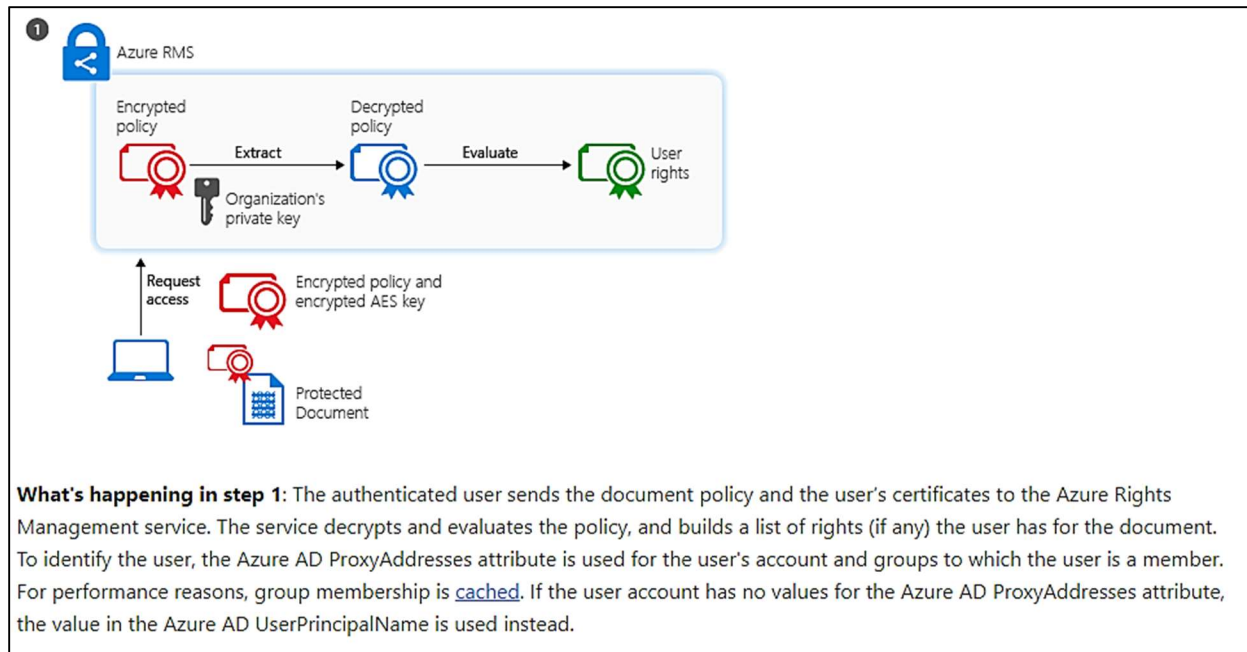 1
Azure RMS
Encrypted
policy
Decrypted
policy
Extract
Evaluate
User
rights
Organization's
private key
Request
access
Encrypted policy and
encrypted AES key
Protected
Document
What's happening in step 1: The authenticated user sends the document policy and the user's certificates to the Azure Rights
Management service. The service decrypts and evaluates the policy, and builds a list of rights (if any) the user has for the document.
To identify the user, the Azure AD ProxyAddresses attribute is used for the user's account and groups to which the user is a member.
For performance reasons, group membership is cached. If the user account has no values for the Azure AD ProxyAddresses attribute,
the value in the Azure AD UserPrincipalName is used instead.